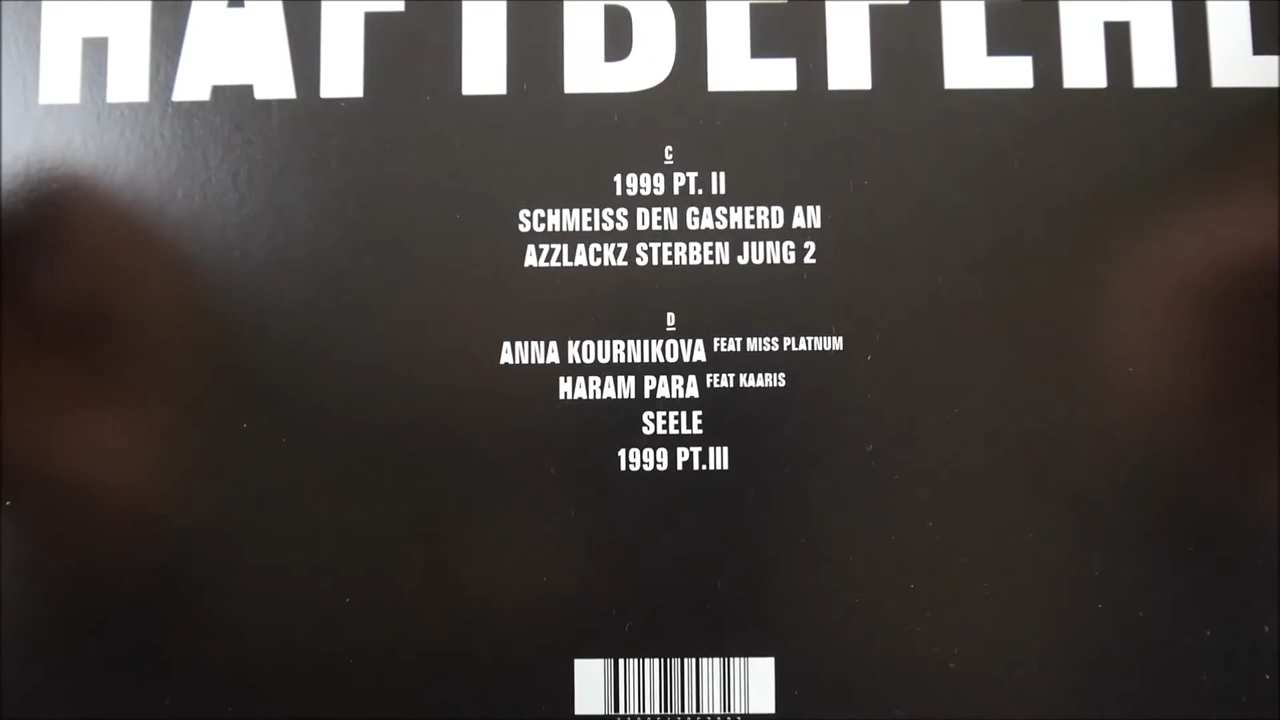 HAFTBEFEHL
C
1999 PT. II
SCHMEISS DEN GASHERD AN
AZZLACKZ STERBEN JUNG 2
D
ANNA KOURNIKOVA FEAT MISS PLATNUM
HARAM PARA FEAT KAARIS
SEELE
1999 PT.III